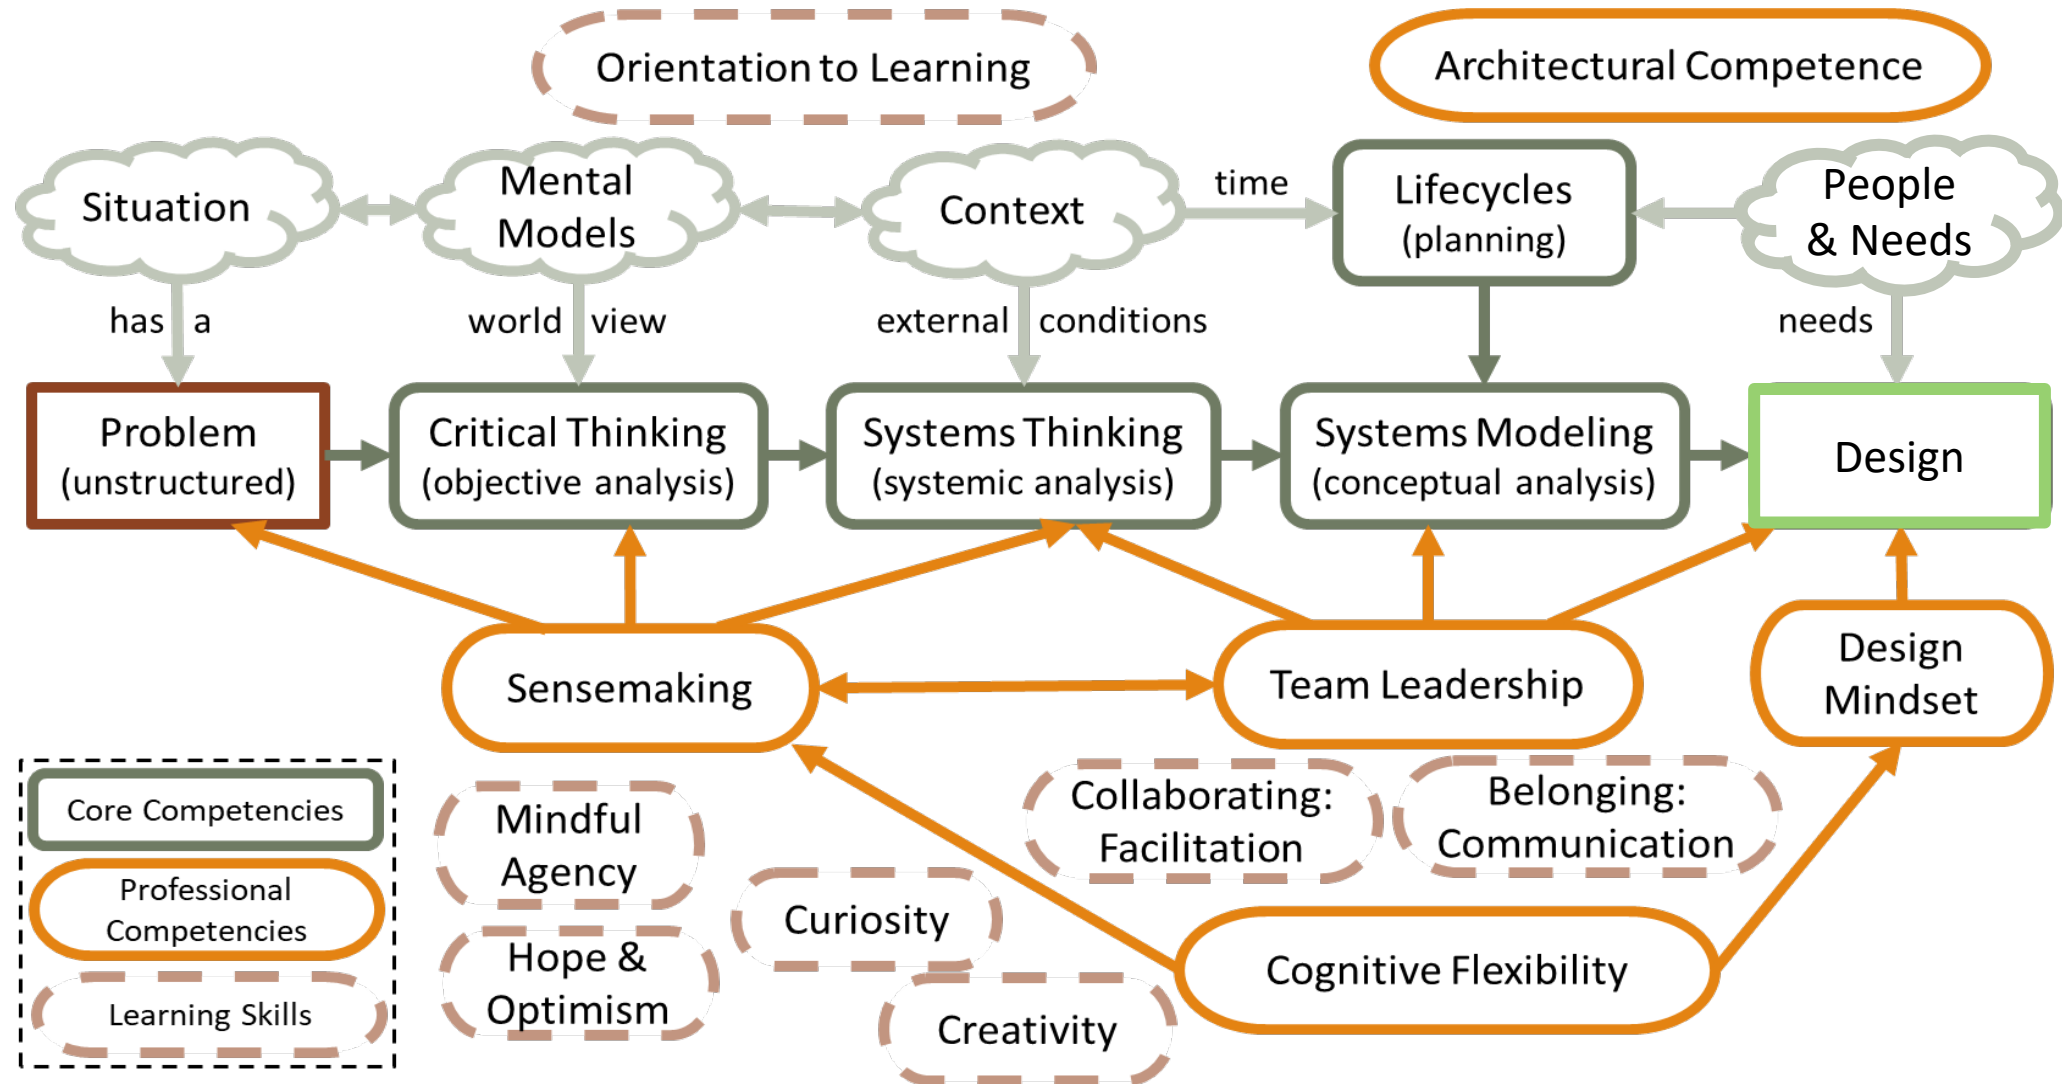 Orientation to Learning
Architectural Competence
Situation
Mental
Models
Context
time
Lifecycles
(planning)
People
& Needs
has a
world view
external conditions
needs
Problem
(unstructured)
Critical Thinking
(objective analysis)
Systems Thinking
(systemic analysis)
Systems Modeling
(conceptual analysis)
Design
Sensemaking
Team Leadership
Design
Mindset
Core Competencies
Professional
Competencies
Learning Skills
Mindful
Agency
Hope &
Optimism
Curiosity
Creativity
Collaborating:
Facilitation
Belonging:
Communication
Cognitive Flexibility